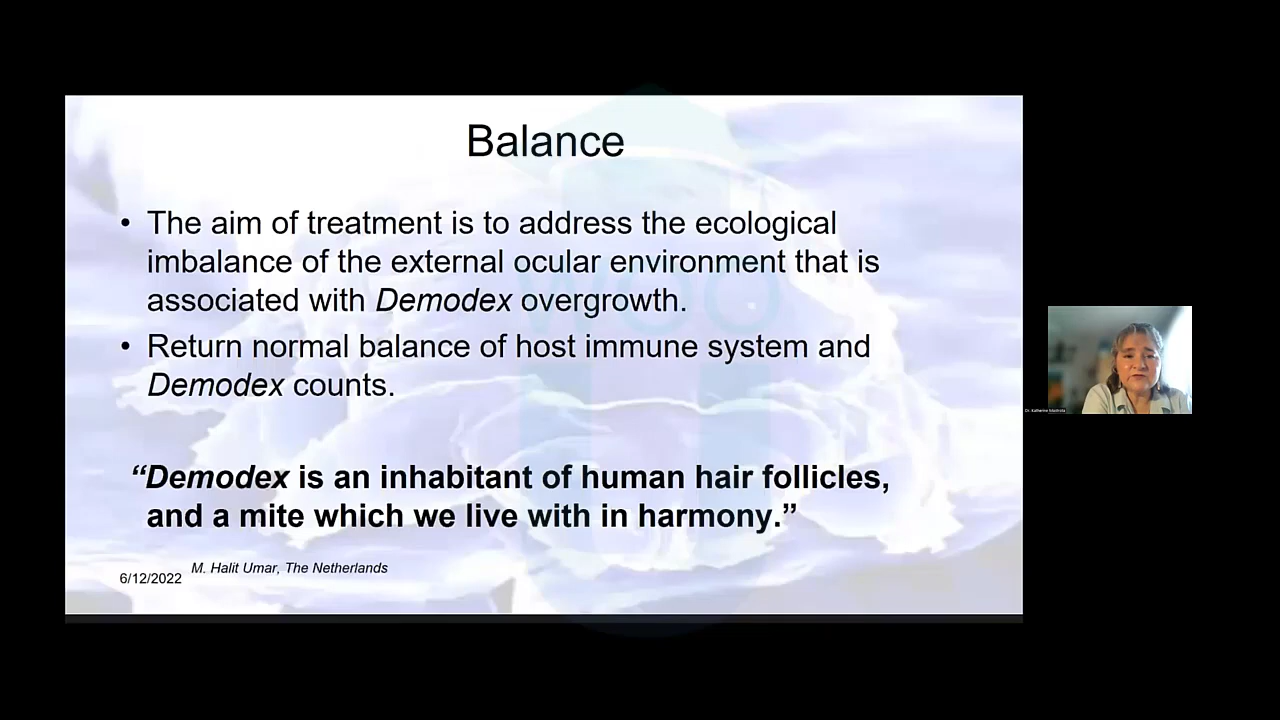 Balance
• The aim of treatment is to address the ecological
imbalance of the external ocular environment that is
associated with Demodex overgrowth.
• Return normal balance of host immune system and
Demodex counts.
“Demodex is an inhabitant of human hair follicles,
and a mite which we live with in harmony.”
M. Halit Umar, The Netherlands
6/12/2022
Dr. Katherine